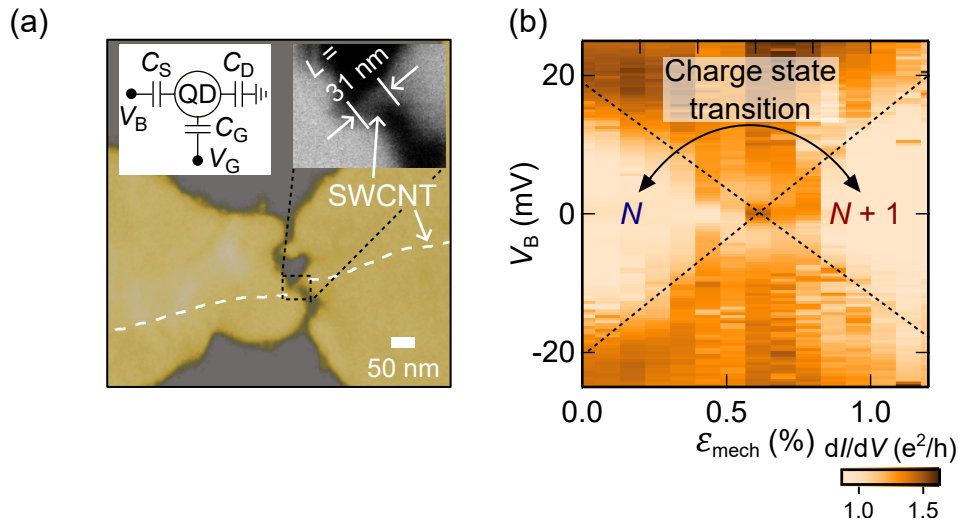 (a)
C_S
QD
C_D
V_B
C_G
V_G
L =
31 nm
SWCNT
50 nm
(b)
V_B (mV)
20
0
-20
Charge state
transition
N
N + 1
0.0
0.5
1.0
ε_mech (%)
dI/dV (e²/h)
1.0
1.5